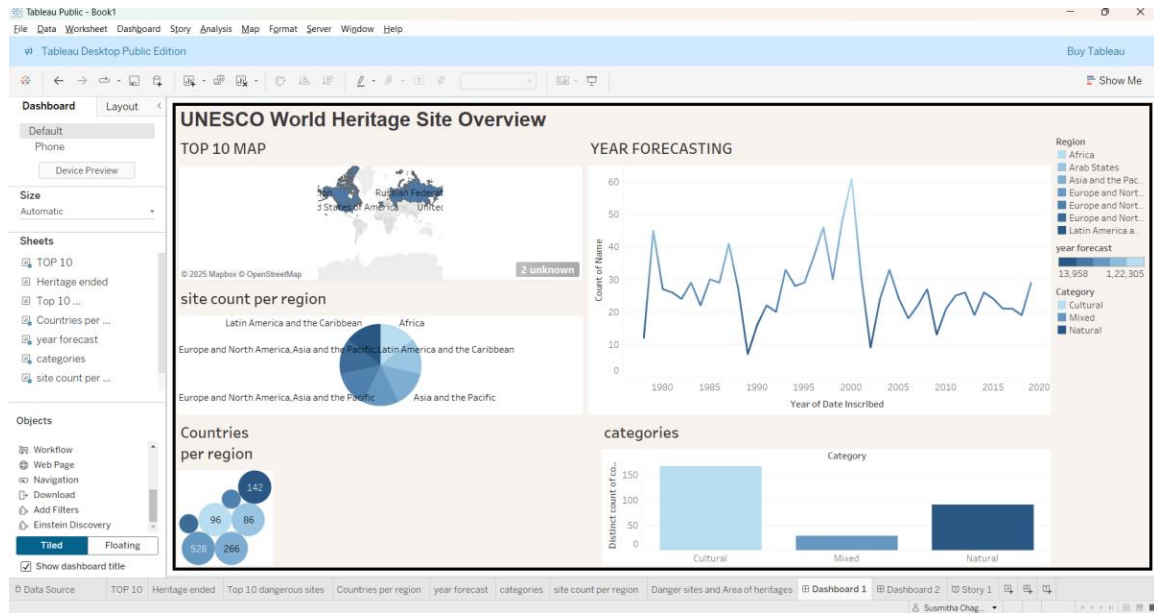 Tableau Public - Book1
File Data Worksheet Dashboard Story Analysis Map Format Server Window Help
Tableau Desktop Public Edition
Buy Tableau
Show Me
Dashboard Layout
Default
Phone
Device Preview
Size
Automatic
Sheets
TOP 10
Heritage ended
Top 10 ...
Countries per ...
year forecast
categories
site count per ...
Objects
Workflow
Web Page
Navigation
Download
Add Filters
Einstein Discovery
Tiled Floating
Show dashboard title
UNESCO World Heritage Site Overview
TOP 10 MAP
Russian Federat
d States of America Unitec
© 2025 Mapbox © OpenStreetMap
2 unknown
site count per region
Latin America and the Caribbean Africa
Europe and North America,Asia and the Pacific,Latin America and the Caribbean
Europe and North America,Asia and the Pacific Asia and the Pacific
Countries
per region
142
96 86
528 266
YEAR FORECASTING
Count of Name
60
50
40
30
20
10
0
1980 1985 1990 1995 2000 2005 2010 2015 2020
Year of Date Inscribed
categories
Category
Distinct count of co..
150
100
50
0
Cultural Mixed Natural
Region
Africa
Arab States
Asia and the Pac..
Europe and Nort..
Europe and Nort..
Europe and Nort..
Latin America a..
year forecast
13,958 1,22,305
Category
Cultural
Mixed
Natural
Data Source TOP 10 Heritage ended Top 10 dangerous sites Countries per region year forecast categories site count per region Danger sites and Area of heritages Dashboard 1 Dashboard 2 Story 1
Susmitha Chag...